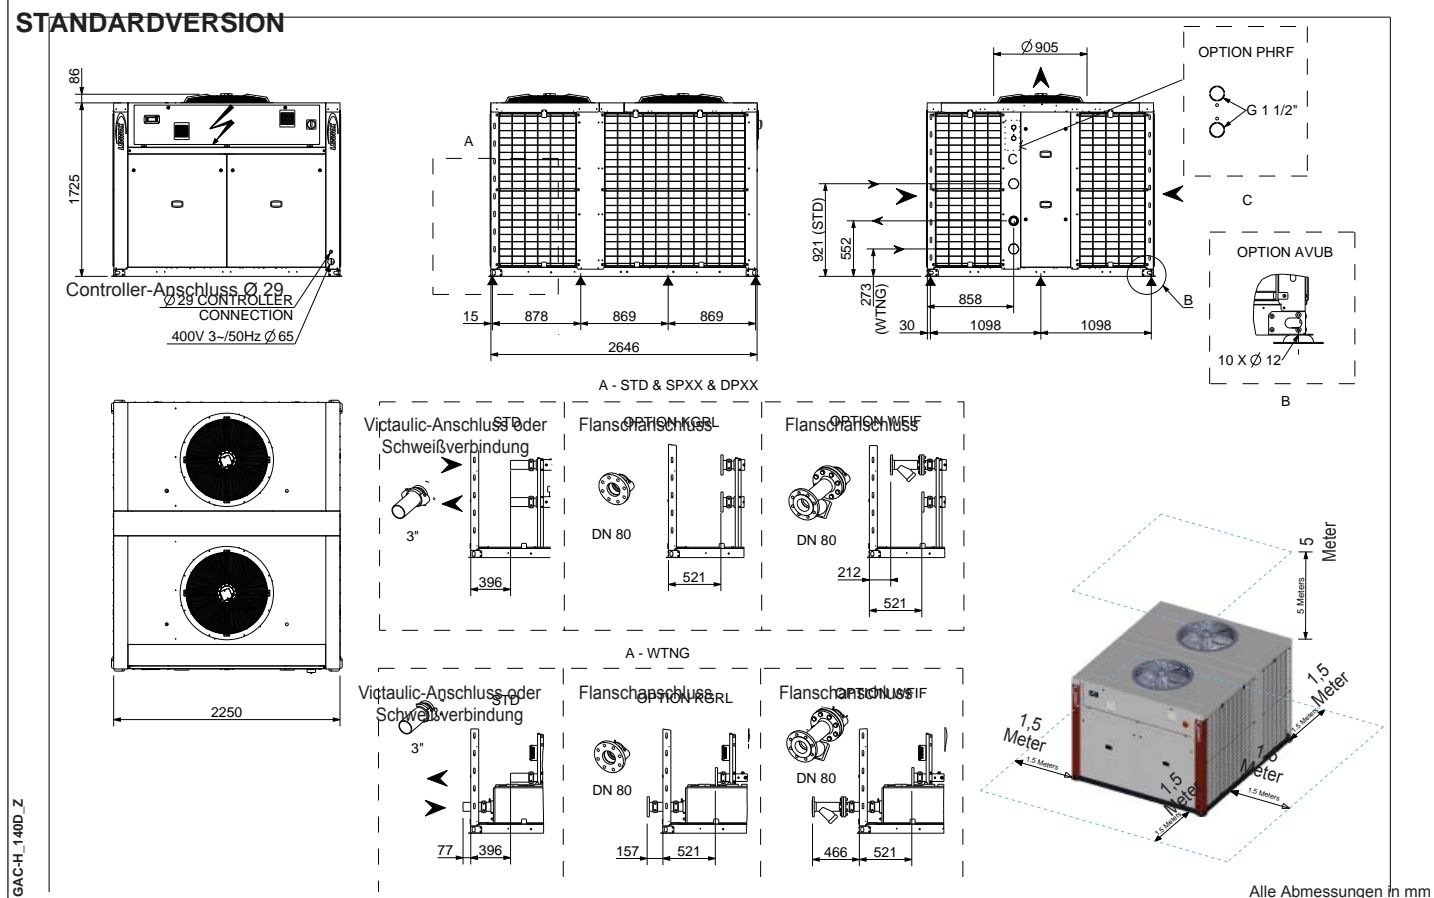 STANDARDVERSION
86
1725
Controller-Anschluss Ø 29
Ø 29 CONTROLLER
CONNECTION
400V 3~/50Hz Ø 65
A
15
878
869
869
2646
Ø 905
921 (STD)
552
273
(WTNG)
C
858
30
1098
1098
B
OPTION PHRF
G 1 1/2"
C
OPTION AVUB
10 X Ø 12
B
2250
A - STD & SPXX & DPXX
STD
Victaulic-Anschluss oder
Schweißverbindung
3"
396
OPTION KGRL
Flanschanschluss
DN 80
521
OPTION WFIF
Flanschanschluss
DN 80
212
521
A - WTNG
STD
Victaulic-Anschluss oder
Schweißverbindung
3"
77
396
OPTION KGRL
Flanschanschluss
DN 80
157
521
OPTION WFIF
Flanschanschluss
DN 80
466
521
5
Meter
5 Meters
1,5
Meter
1.5 Meters
1,5
Meter
1.5 Meters
1,5
Meter
1.5 Meters
1,5
Meter
1.5 Meters
GAC-H_140D_Z
Alle Abmessungen in mm